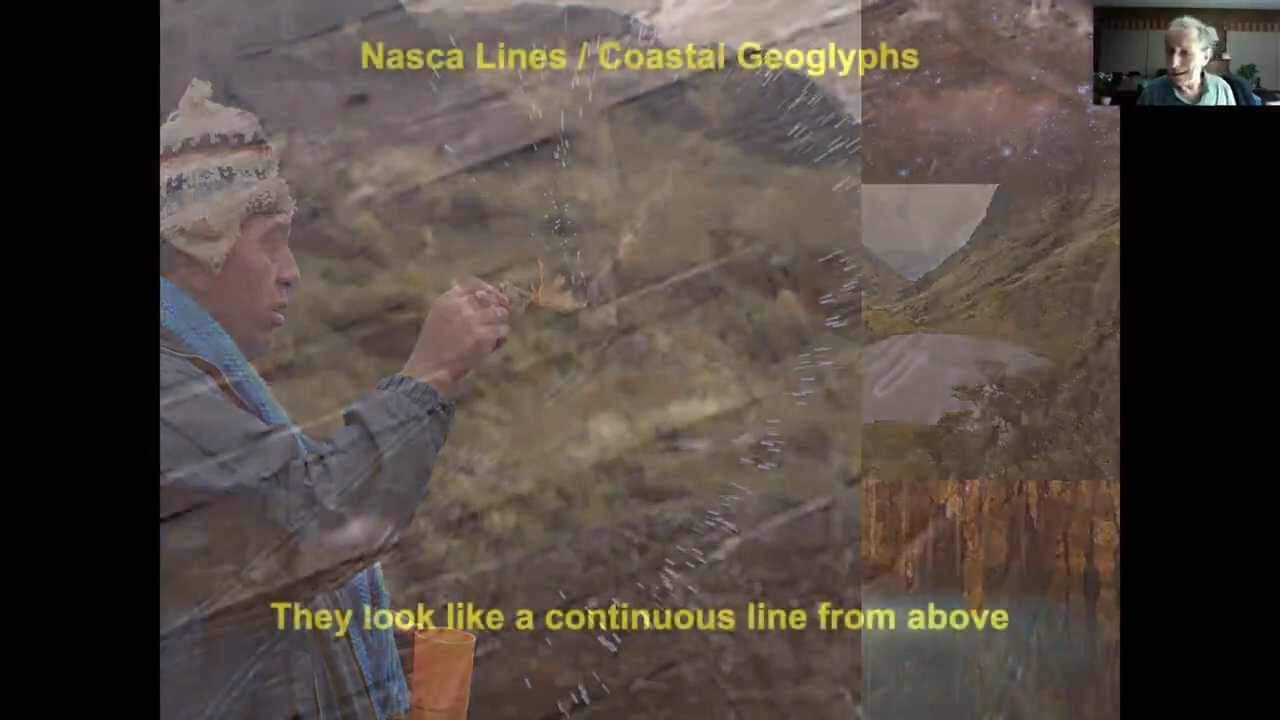 Nasca Lines / Coastal Geoglyphs
They look like a continuous line from above